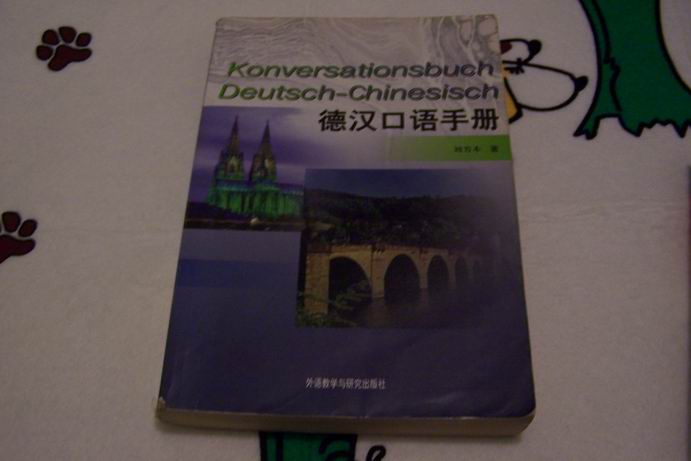 Konversationsbuch
Deutsch-Chinesisch
德汉口语手册
著
外语教学与研究出版社